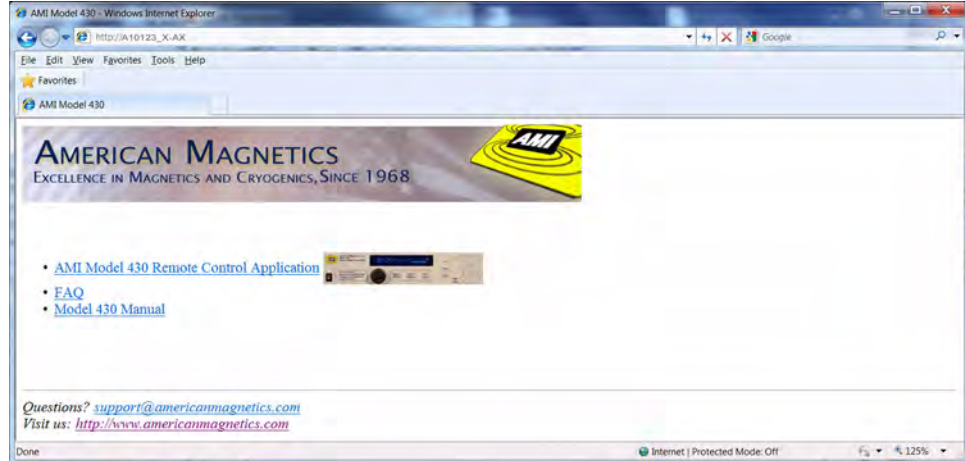 AMI Model 430 - Windows Internet Explorer
http://A10123_X-AX
Google
File Edit View Favorites Tools Help
Favorites
AMI Model 430
AMERICAN MAGNETICS
EXCELLENCE IN MAGNETICS AND CRYOGENICS, SINCE 1968
AMI
• AMI Model 430 Remote Control Application
• FAQ
• Model 430 Manual
Questions? support@americanmagnetics.com
Visit us: http://www.americanmagnetics.com
Done
Internet | Protected Mode: Off
125%